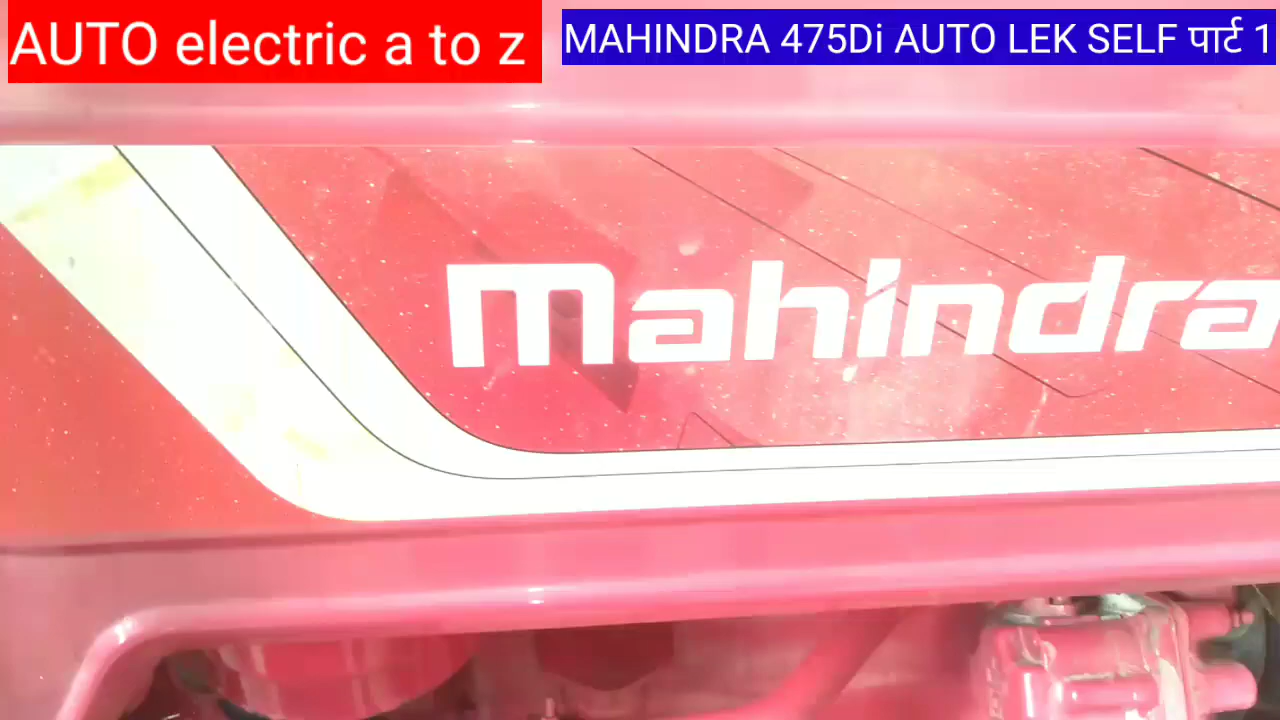 AUTO electric a to z
MAHINDRA 475Di AUTO LEK SELF पार्ट 1
mahindra